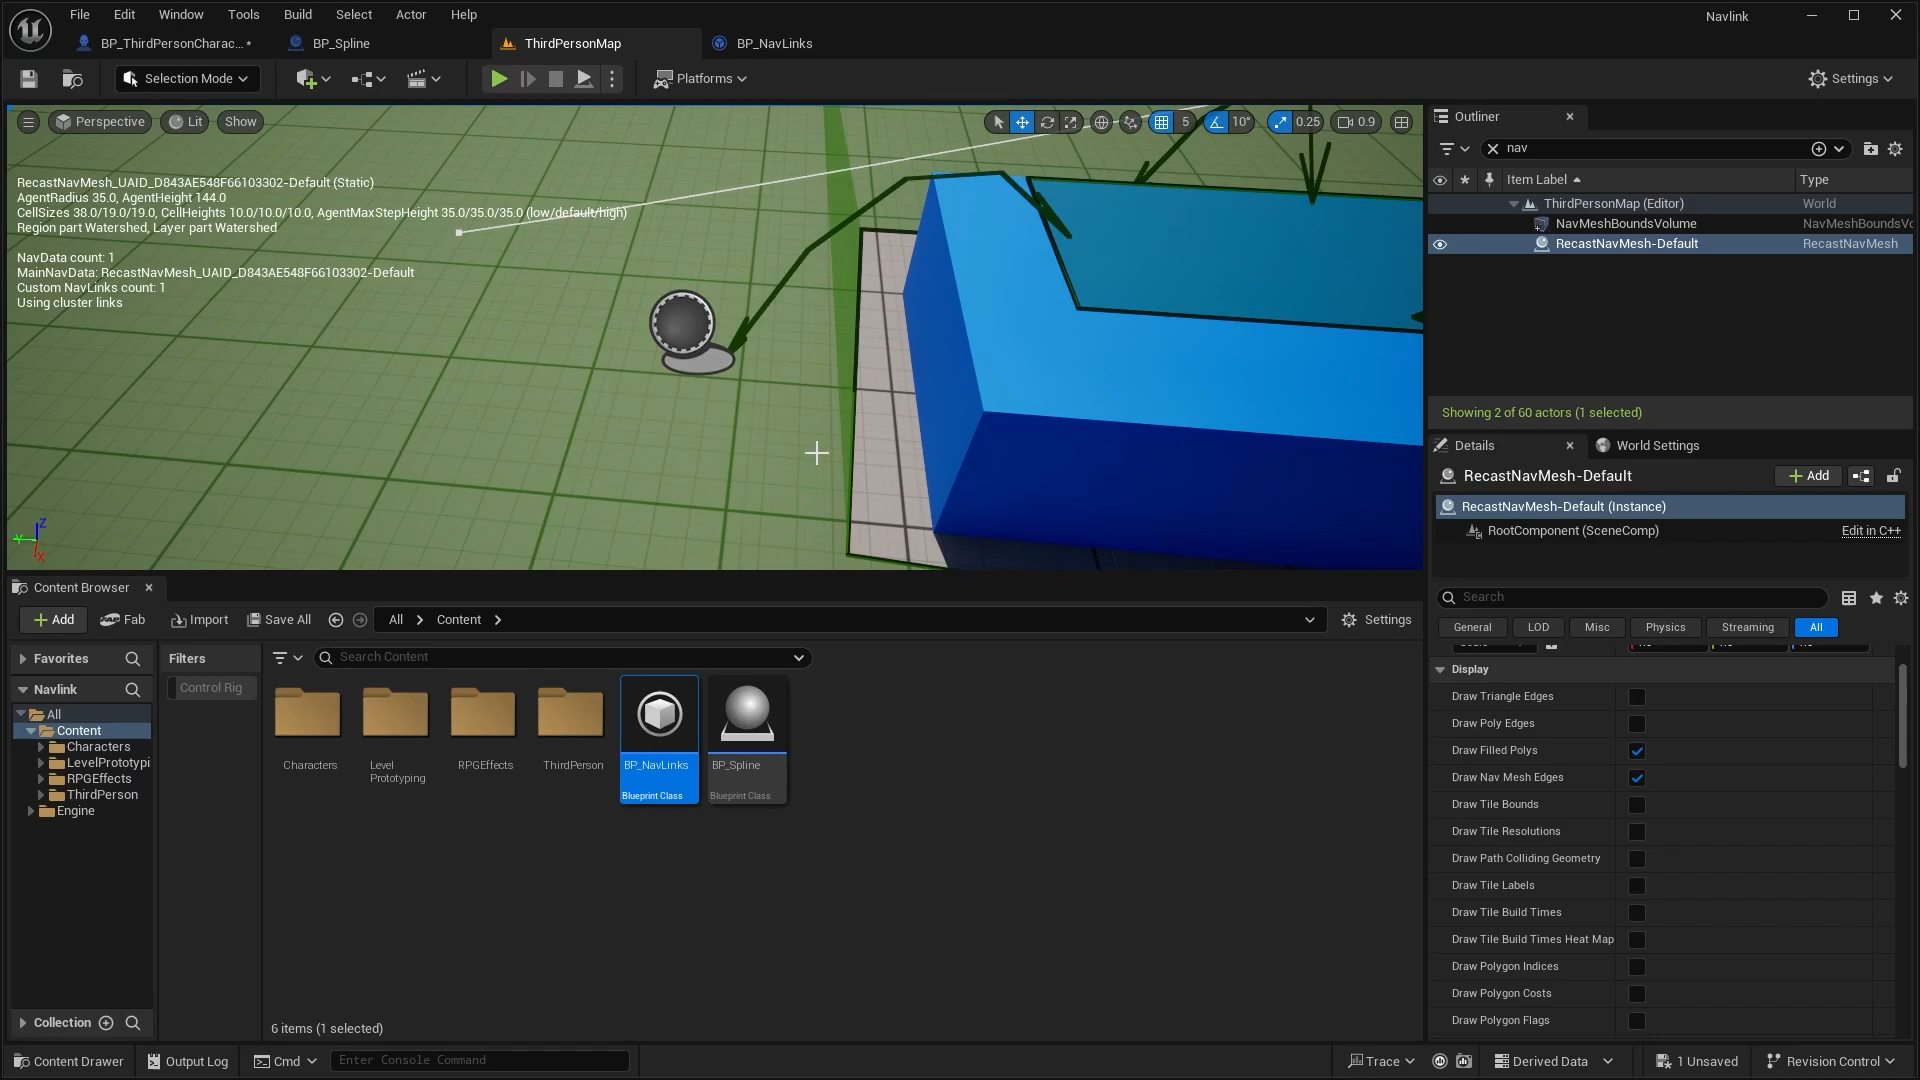 File Edit Window Tools Build Select Actor Help
Navlink
BP_ThirdPersonCharac...*
BP_Spline
ThirdPersonMap
BP_NavLinks
Selection Mode
Platforms
Settings
Perspective
Lit
Show
5
10°
0.25
0.9
RecastNavMesh_UAID_D843AE548F66103302-Default (Static)
AgentRadius 35.0, AgentHeight 144.0
CellSizes 38.0/19.0/19.0, CellHeights 10.0/10.0/10.0, AgentMaxStepHeight 35.0/35.0/35.0 (low/default/high)
Region part Watershed, Layer part Watershed
NavData count: 1
MainNavData: RecastNavMesh_UAID_D843AE548F66103302-Default
Custom NavLinks count: 1
Using cluster links
Z
Y
X
Outliner
nav
Item Label
Type
ThirdPersonMap (Editor)
World
NavMeshBoundsVolume
NavMeshBoundsVo
RecastNavMesh-Default
RecastNavMesh
Showing 2 of 60 actors (1 selected)
Details
World Settings
RecastNavMesh-Default
Add
RecastNavMesh-Default (Instance)
RootComponent (SceneComp)
Edit in C++
Search
General
LOD
Misc
Physics
Streaming
All
Display
Draw Triangle Edges
Draw Poly Edges
Draw Filled Polys
Draw Nav Mesh Edges
Draw Tile Bounds
Draw Tile Resolutions
Draw Path Colliding Geometry
Draw Tile Labels
Draw Tile Build Times
Draw Tile Build Times Heat Map
Draw Polygon Indices
Draw Polygon Costs
Draw Polygon Flags
Content Browser
Add
Fab
Import
Save All
All
Content
Settings
Favorites
Navlink
All
Content
Characters
LevelPrototypi
RPGEffects
ThirdPerson
Engine
Collection
Filters
Control Rig
Search Content
Characters
Level
Prototyping
RPGEffects
ThirdPerson
BP_NavLinks
Blueprint Class
BP_Spline
Blueprint Class
6 items (1 selected)
Content Drawer
Output Log
Cmd
Enter Console Command
Trace
Derived Data
1 Unsaved
Revision Control